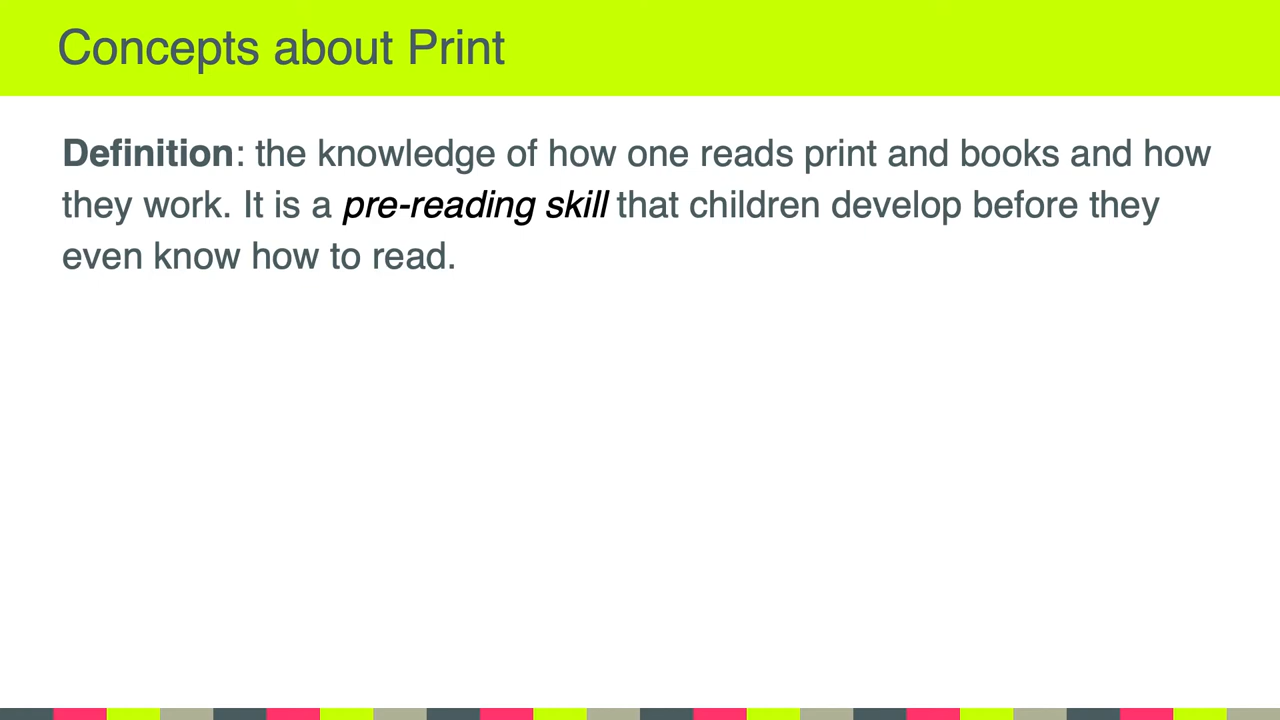 Concepts about Print
Definition: the knowledge of how one reads print and books and how
they work. It is a pre-reading skill that children develop before they
even know how to read.